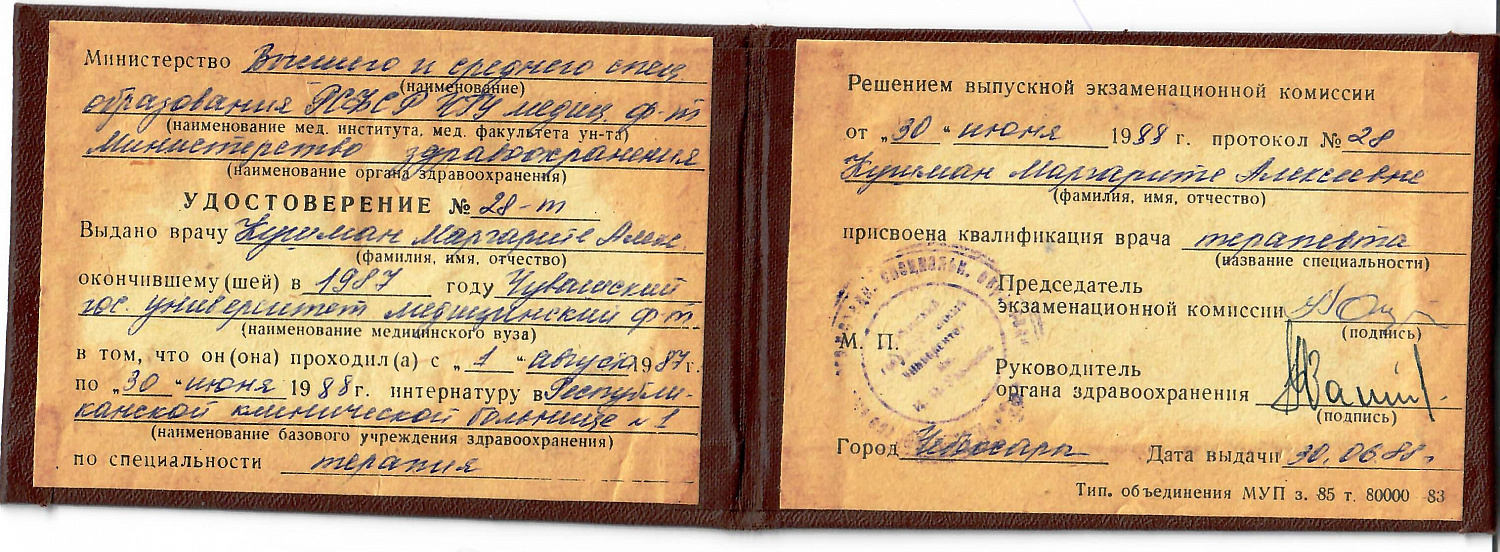 Министерство Высшего и среднего спец
(наименование)
образования РСФСР ЧГУ медиц. ф-т
(наименование мед. института, мед. факультета ун-та)
Министерство здравоохранения
(наименование органа здравоохранения)
УДОСТОВЕРЕНИЕ № 28-т
Выдано врачу Кушман Маргарите Алекс.
(фамилия, имя, отчество)
окончившему (шей) в 1987 году Чувашский
гос. университет медицинский ф-т
(наименование медицинского вуза)
в том, что он (она) проходил(а) с „1“ августа 1987 г.
по „30“ июня 1988 г. интернатуру в Республи-
канской клинической больнице №1
(наименование базового учреждения здравоохранения)
по специальности терапия
Решением выпускной экзаменационной комиссии
от „30“ июня 1988 г. протокол № 28
Кушман Маргарите Алексеевне
(фамилия, имя, отчество)
присвоена квалификация врача терапевта
(название специальности)
Председатель
экзаменационной комиссии
(подпись)
М. П.
Руководитель
органа здравоохранения
(подпись)
Город Чебоксары Дата выдачи 30.06.88 г.
Тип. объединения МУП з. 85 т. 80000 -83